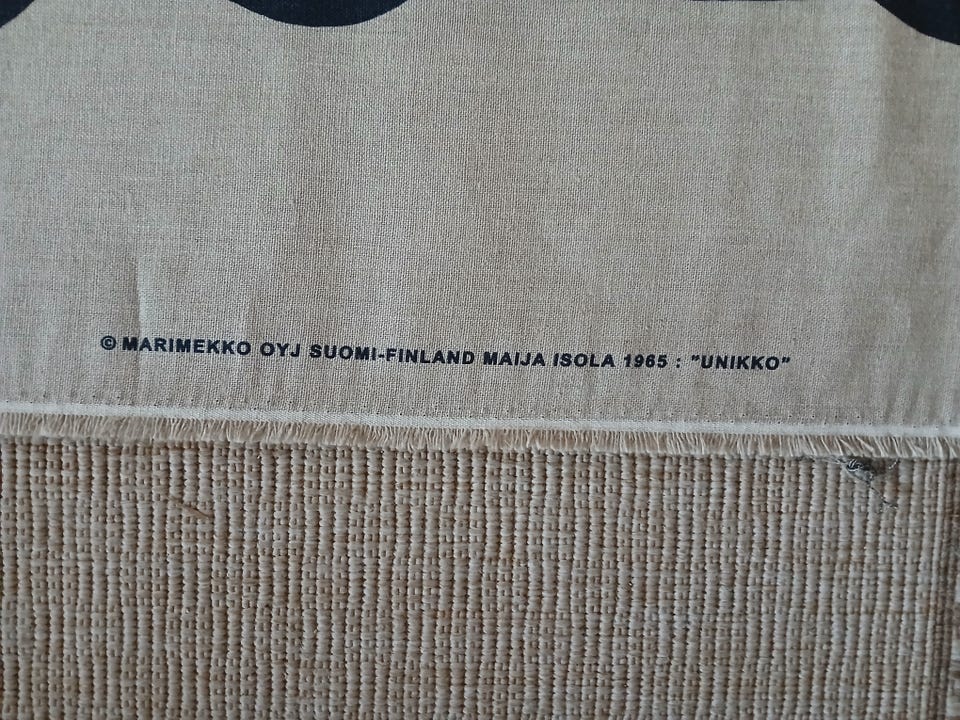 © MARIMEKKO OYJ SUOMI-FINLAND MAIJA ISOLA 1965 : "UNIKKO"